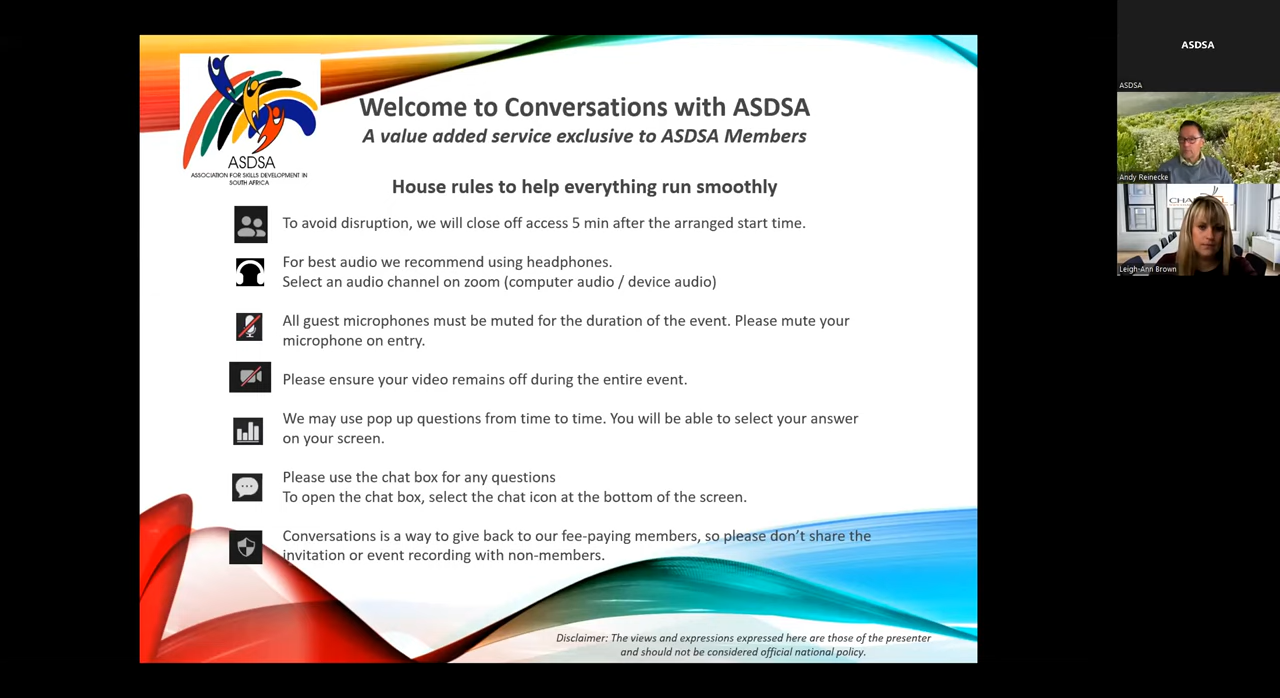 Welcome to Conversations with ASDSA
A value added service exclusive to ASDSA Members
ASDSA
ASSOCIATION FOR SKILLS DEVELOPMENT IN
SOUTH AFRICA
House rules to help everything run smoothly
To avoid disruption, we will close off access 5 min after the arranged start time.
For best audio we recommend using headphones.
Select an audio channel on zoom (computer audio / device audio)
All guest microphones must be muted for the duration of the event. Please mute your
microphone on entry.
Please ensure your video remains off during the entire event.
We may use pop up questions from time to time. You will be able to select your answer
on your screen.
Please use the chat box for any questions
To open the chat box, select the chat icon at the bottom of the screen.
Conversations is a way to give back to our fee-paying members, so please don’t share the
invitation or event recording with non-members.
Disclaimer: The views and expressions expressed here are those of the presenter
and should not be considered official national policy.
ASDSA
ASDSA
Andy Reinecke
Leigh-Ann Brown